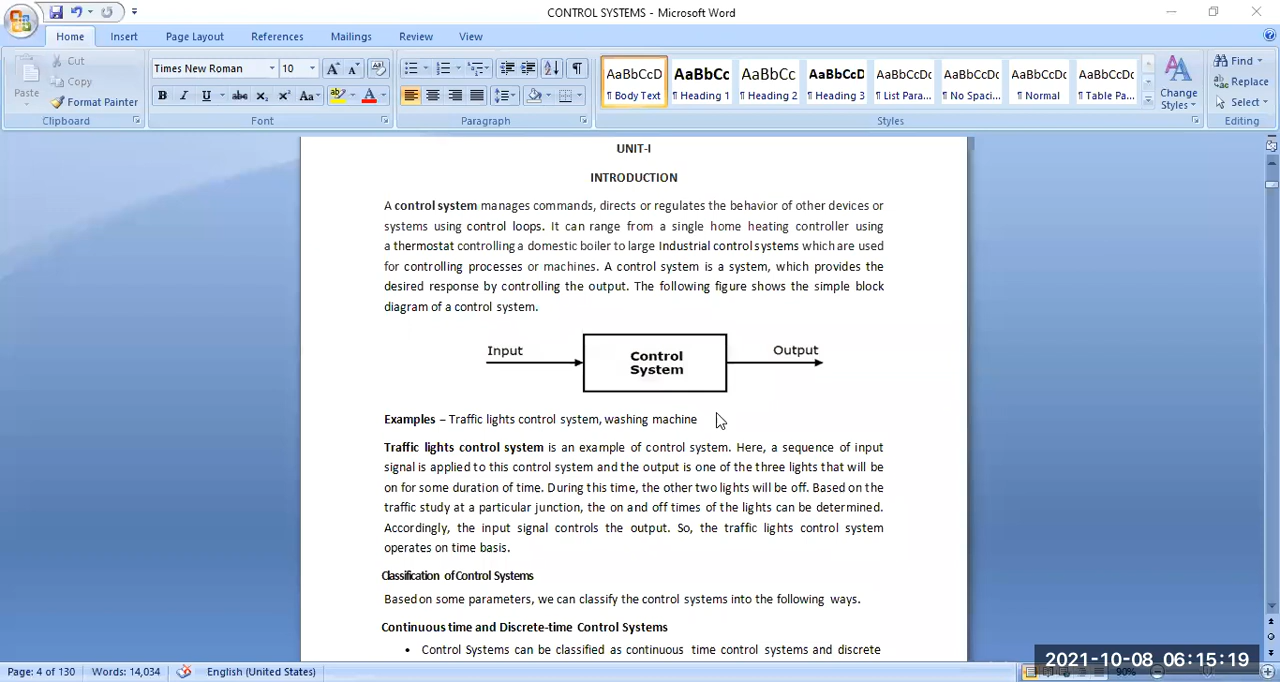 CONTROL SYSTEMS - Microsoft Word
Home Insert Page Layout References Mailings Review View
Paste
Cut
Copy
Format Painter
Clipboard
Times New Roman 10
Font
Paragraph
AaBbCcD AaBbCc AaBbCc AaBbCcD AaBbCcDc AaBbCcDc AaBbCcDc AaBbCcDc
¶ Body Text ¶ Heading 1 ¶ Heading 2 ¶ Heading 3 ¶ List Para... ¶ No Spaci... ¶ Normal ¶ Table Pa...
Change Styles
Styles
Find
Replace
Select
Editing
UNIT-I
INTRODUCTION
A control system manages commands, directs or regulates the behavior of other devices or
systems using control loops. It can range from a single home heating controller using
a thermostat controlling a domestic boiler to large Industrial control systems which are used
for controlling processes or machines. A control system is a system, which provides the
desired response by controlling the output. The following figure shows the simple block
diagram of a control system.
Input
Control
System
Output
Examples – Traffic lights control system, washing machine
Traffic lights control system is an example of control system. Here, a sequence of input
signal is applied to this control system and the output is one of the three lights that will be
on for some duration of time. During this time, the other two lights will be off. Based on the
traffic study at a particular junction, the on and off times of the lights can be determined.
Accordingly, the input signal controls the output. So, the traffic lights control system
operates on time basis.
Classification of Control Systems
Based on some parameters, we can classify the control systems into the following ways.
Continuous time and Discrete-time Control Systems
• Control Systems can be classified as continuous time control systems and discrete
Page: 4 of 130 Words: 14,034 English (United States)
90%
2021-10-08 06:15:19